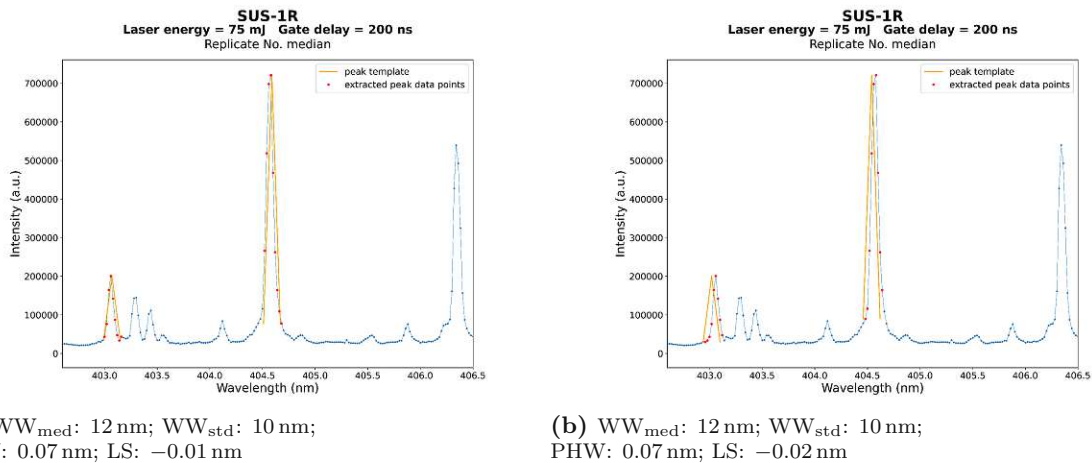 SUS-1R
Laser energy = 75 mJ Gate delay = 200 ns
Replicate No. median
peak template
extracted peak data points
700000
600000
500000
400000
300000
200000
100000
0
Intensity (a.u.)
403.0 403.5 404.0 404.5 405.0 405.5 406.0 406.5
Wavelength (nm)
WW_med: 12 nm; WW_std: 10 nm;
: 0.07 nm; LS: −0.01 nm
SUS-1R
Laser energy = 75 mJ Gate delay = 200 ns
Replicate No. median
peak template
extracted peak data points
700000
600000
500000
400000
300000
200000
100000
0
Intensity (a.u.)
403.0 403.5 404.0 404.5 405.0 405.5 406.0 406.5
Wavelength (nm)
(b) WW_med: 12 nm; WW_std: 10 nm;
PHW: 0.07 nm; LS: −0.02 nm